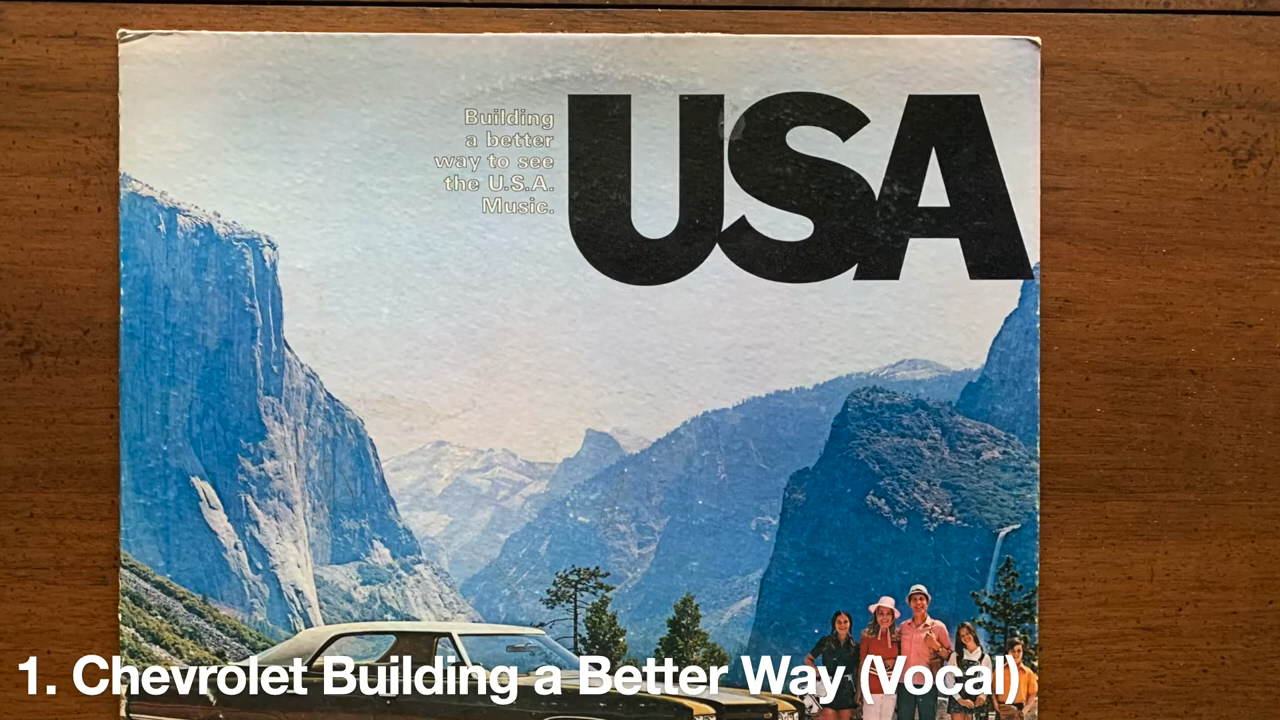 Building
a better
way to see
the U.S.A.
Music.
USA
1. Chevrolet Building a Better Way (Vocal)